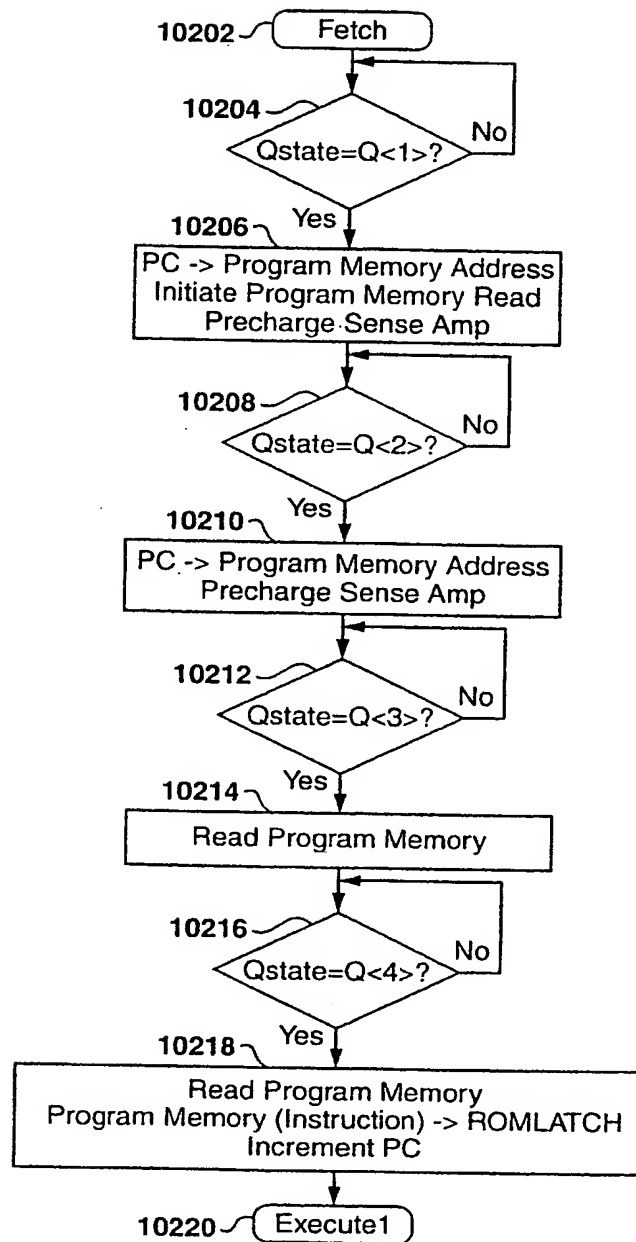 10202
Fetch
10204
Qstate=Q<1>?
No
Yes
10206
PC -> Program Memory Address
Initiate Program Memory Read
Precharge Sense Amp
10208
Qstate=Q<2>?
No
Yes
10210
PC -> Program Memory Address
Precharge Sense Amp
10212
Qstate=Q<3>?
No
Yes
10214
Read Program Memory
10216
Qstate=Q<4>?
No
Yes
10218
Read Program Memory
Program Memory (Instruction) -> ROMLATCH
Increment PC
10220
Execute1